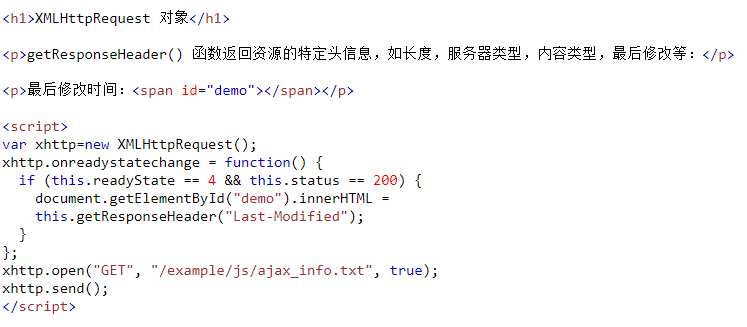 <h1>XMLHttpRequest 对象</h1>
<p>getResponseHeader() 函数返回资源的特定头信息，如长度，服务器类型，内容类型，最后修改等：</p>
<p>最后修改时间：<span id="demo"></span></p>
<script>
var xhttp=new XMLHttpRequest();
xhttp.onreadystatechange = function() {
  if (this.readyState == 4 && this.status == 200) {
    document.getElementById("demo").innerHTML =
    this.getResponseHeader("Last-Modified");
  }
};
xhttp.open("GET", "/example/js/ajax_info.txt", true);
xhttp.send();
</script>